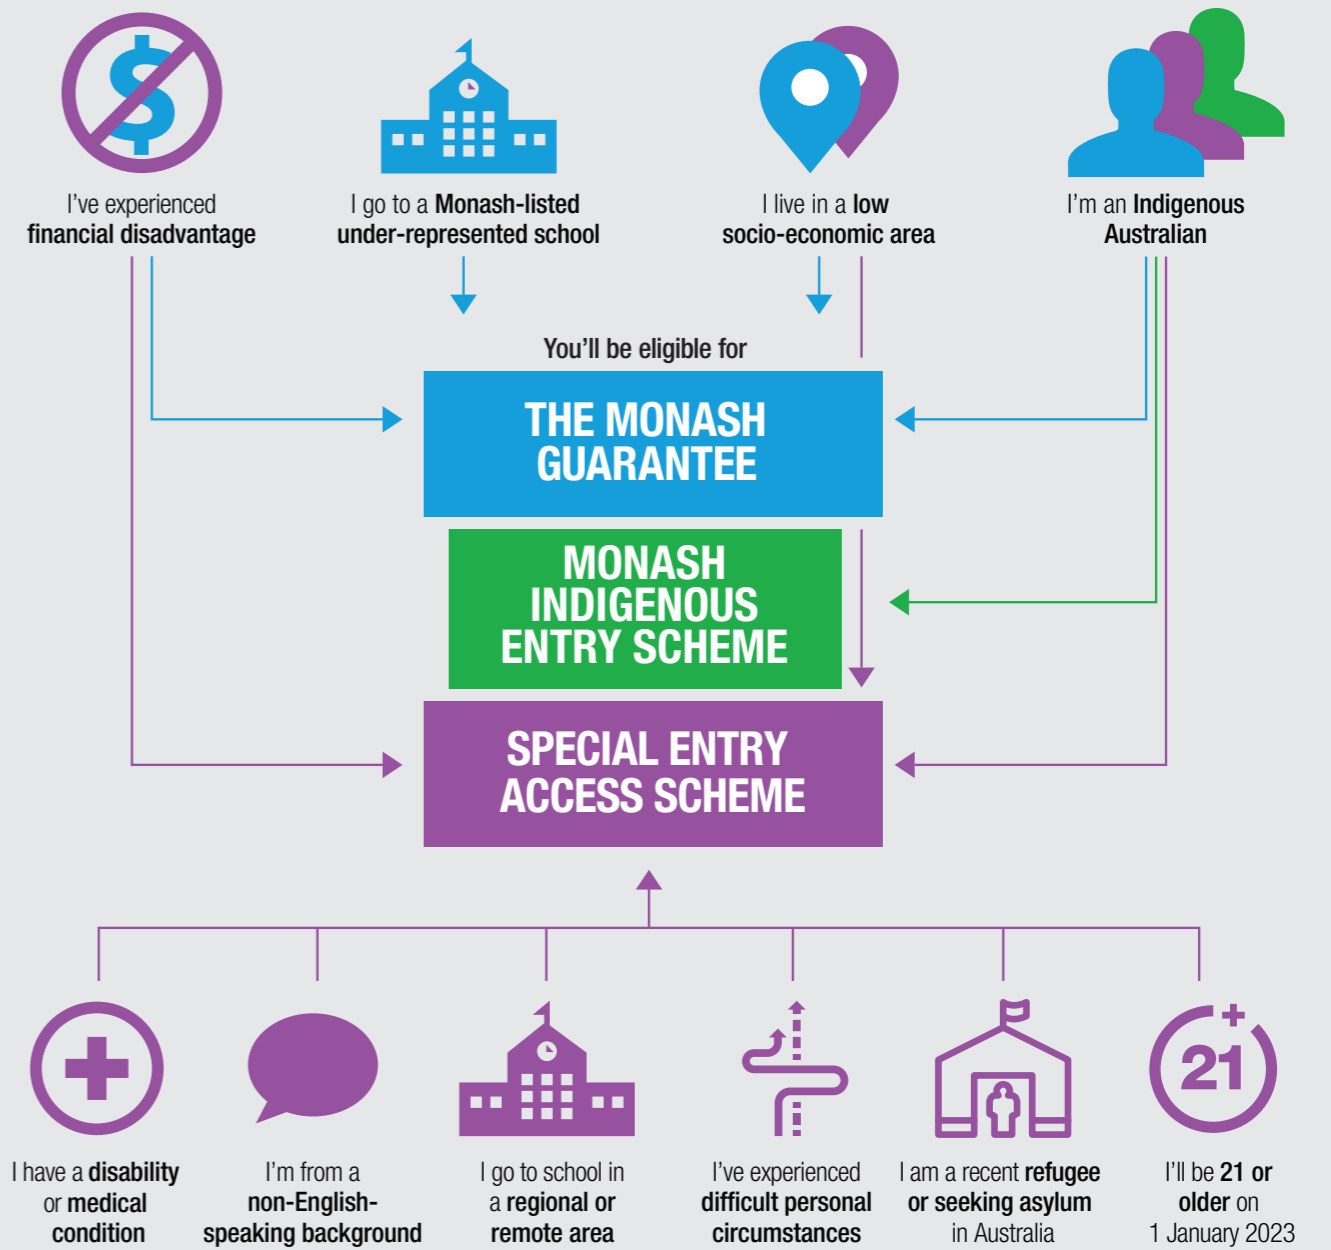 I've experienced
financial disadvantage
I go to a Monash-listed
under-represented school
I live in a low
socio-economic area
I'm an Indigenous
Australian
You'll be eligible for
THE MONASH
GUARANTEE
MONASH
INDIGENOUS
ENTRY SCHEME
SPECIAL ENTRY
ACCESS SCHEME
21
I have a disability
or medical
condition
I'm from a
non-English-
speaking background
I go to school in
a regional or
remote area
I've experienced
difficult personal
circumstances
I am a recent refugee
or seeking asylum
in Australia
I'll be 21 or
older on
1 January 2023